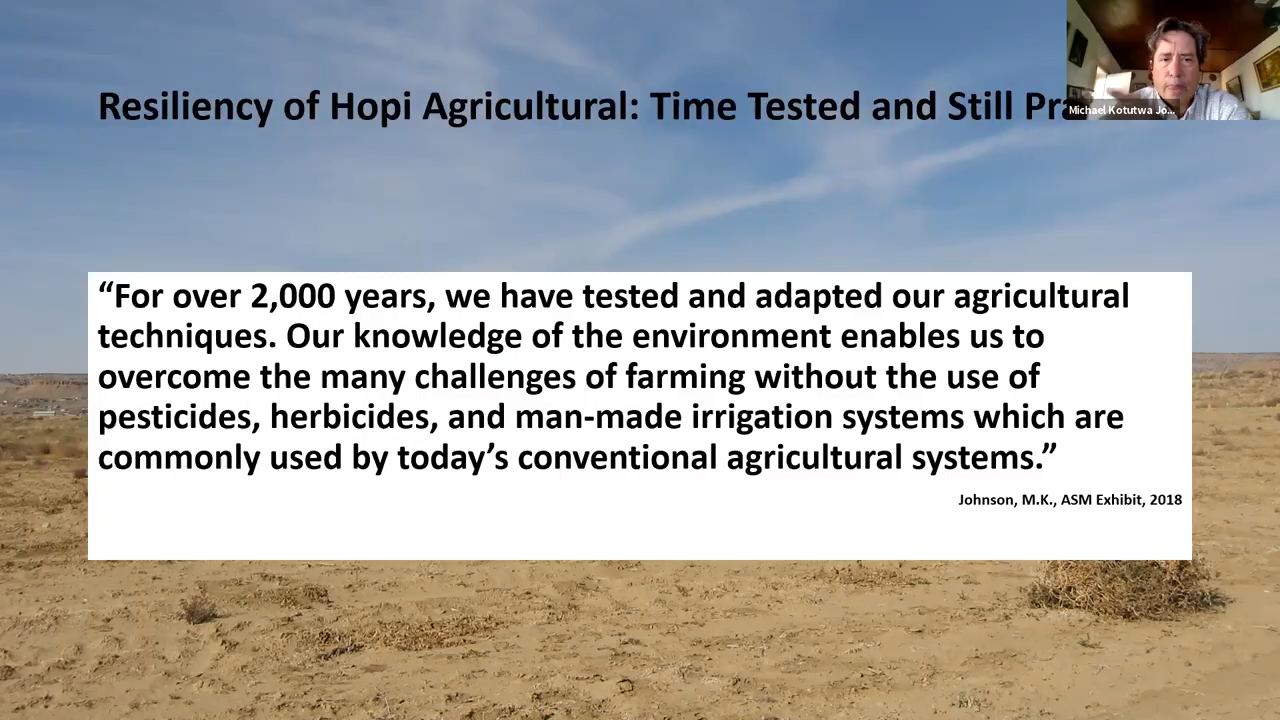 Resiliency of Hopi Agricultural: Time Tested and Still
Michael Kotutwa Jo...
“For over 2,000 years, we have tested and adapted our agricultural
techniques. Our knowledge of the environment enables us to
overcome the many challenges of farming without the use of
pesticides, herbicides, and man-made irrigation systems which are
commonly used by today’s conventional agricultural systems.”
Johnson, M.K., ASM Exhibit, 2018